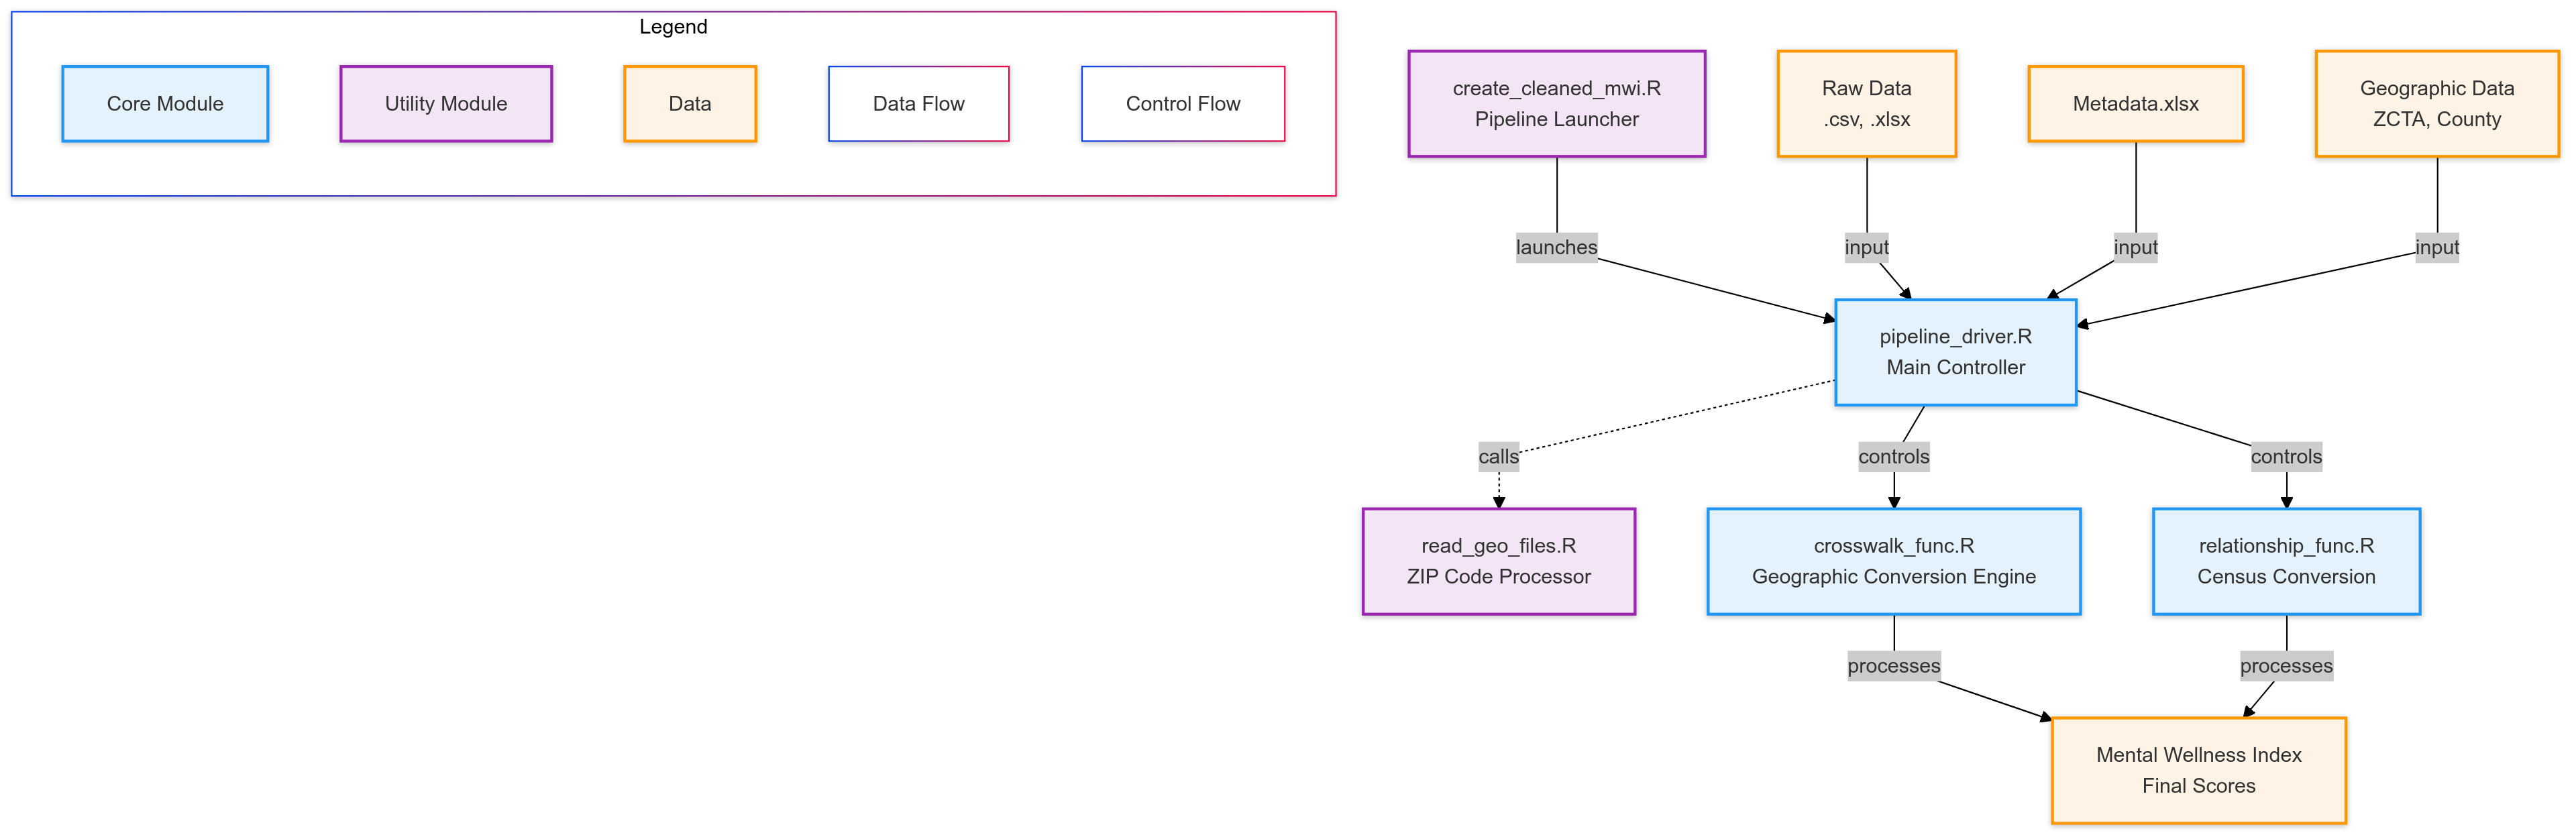 Legend
Core Module
Utility Module
Data
Data Flow
Control Flow
create_cleaned_mwi.R
Pipeline Launcher
Raw Data
.csv, .xlsx
Metadata.xlsx
Geographic Data
ZCTA, County
launches
input
input
input
pipeline_driver.R
Main Controller
calls
controls
controls
read_geo_files.R
ZIP Code Processor
crosswalk_func.R
Geographic Conversion Engine
relationship_func.R
Census Conversion
processes
processes
Mental Wellness Index
Final Scores